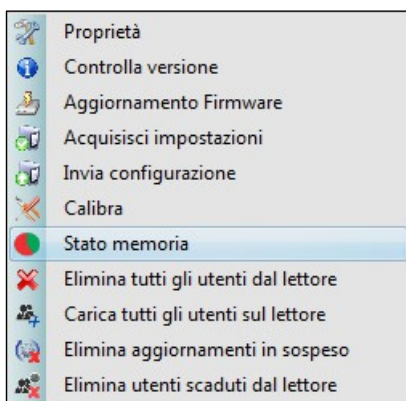 Proprietà
Controlla versione
Aggiornamento Firmware
Acquisisci impostazioni
Invia configurazione
Calibra
Stato memoria
Elimina tutti gli utenti dal lettore
Carica tutti gli utenti sul lettore
Elimina aggiornamenti in sospeso
Elimina utenti scaduti dal lettore